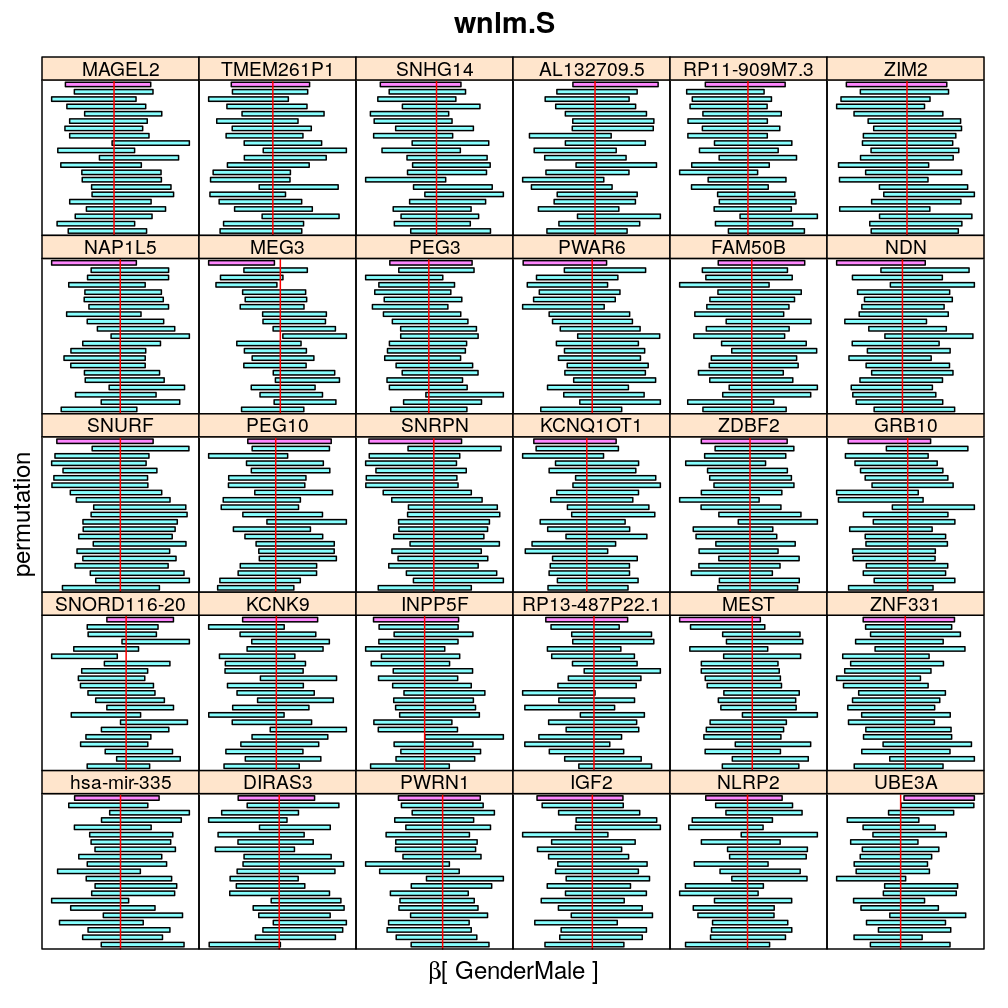 wnlm.S
MAGEL2 TMEM261P1 SNHG14 AL132709.5 RP11-909M7.3 ZIM2
NAP1L5 MEG3 PEG3 PWAR6 FAM50B NDN
SNURF PEG10 SNRPN KCNQ1OT1 ZDBF2 GRB10
SNORD116-20 KCNK9 INPP5F RP13-487P22.1 MEST ZNF331
hsa-mir-335 DIRAS3 PWRN1 IGF2 NLRP2 UBE3A
permutation
β[ GenderMale ]